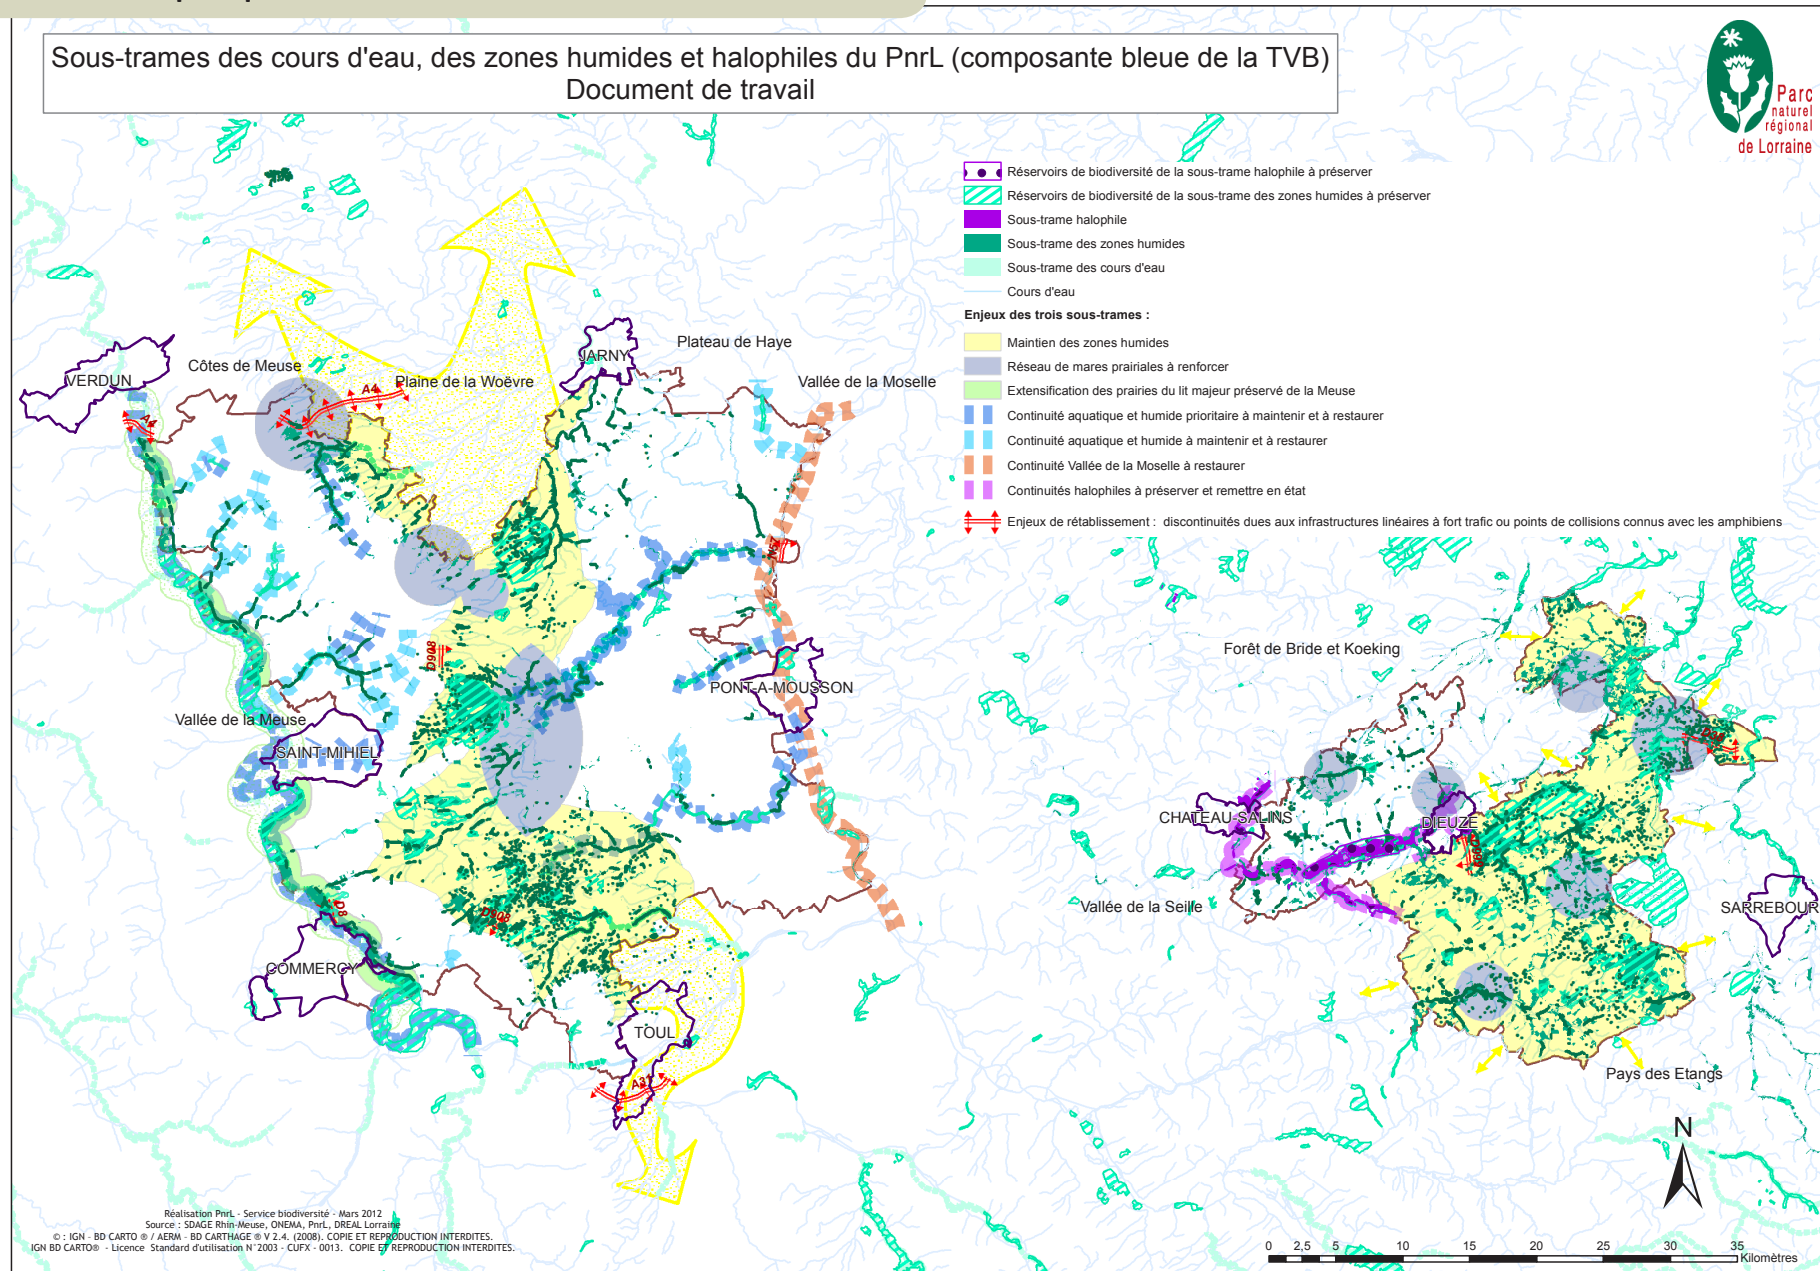 Sous-trames des cours d'eau, des zones humides et halophiles du PnrL (composante bleue de la TVB)
Document de travail
Parc
naturel
régional
de Lorraine
Réservoirs de biodiversité de la sous-trame halophile à préserver
Réservoirs de biodiversité de la sous-trame des zones humides à préserver
Sous-trame halophile
Sous-trame des zones humides
Sous-trame des cours d'eau
Cours d'eau
Enjeux des trois sous-trames :
Maintien des zones humides
Réseau de mares prairiales à renforcer
Extensification des prairies du lit majeur préservé de la Meuse
Continuité aquatique et humide prioritaire à maintenir et à restaurer
Continuité aquatique et humide à maintenir et à restaurer
Continuité Vallée de la Moselle à restaurer
Continuités halophiles à préserver et remettre en état
Enjeux de rétablissement : discontinuités dues aux infrastructures linéaires à fort trafic ou points de collisions connus avec les amphibiens
Plateau de Haye
JARNY
Côtes de Meuse
VERDUN
A4
Plaine de la Woëvre
Vallée de la Moselle
A4
N57
D908
PONT-A-MOUSSON
Vallée de la Meuse
SAINT-MIHIEL
D8
D908
COMMERCY
TOUL
A31
Forêt de Bride et Koeking
CHATEAU-SALINS
DIEUZE
D999
Vallée de la Seille
SARREBOUR
Pays des Etangs
N
0 2,5 5 10 15 20 25 30 35
Kilomètres
Réalisation PnrL - Service biodiversité - Mars 2012
Source : SDAGE Rhin-Meuse, ONEMA, PnrL, DREAL Lorraine
© : IGN - BD CARTO ® / AERM - BD CARTHAGE ® V 2.4. (2008). COPIE ET REPRODUCTION INTERDITES.
IGN BD CARTO® - Licence Standard d'utilisation N°2003 - CUFX - 0013. COPIE ET REPRODUCTION INTERDITES.